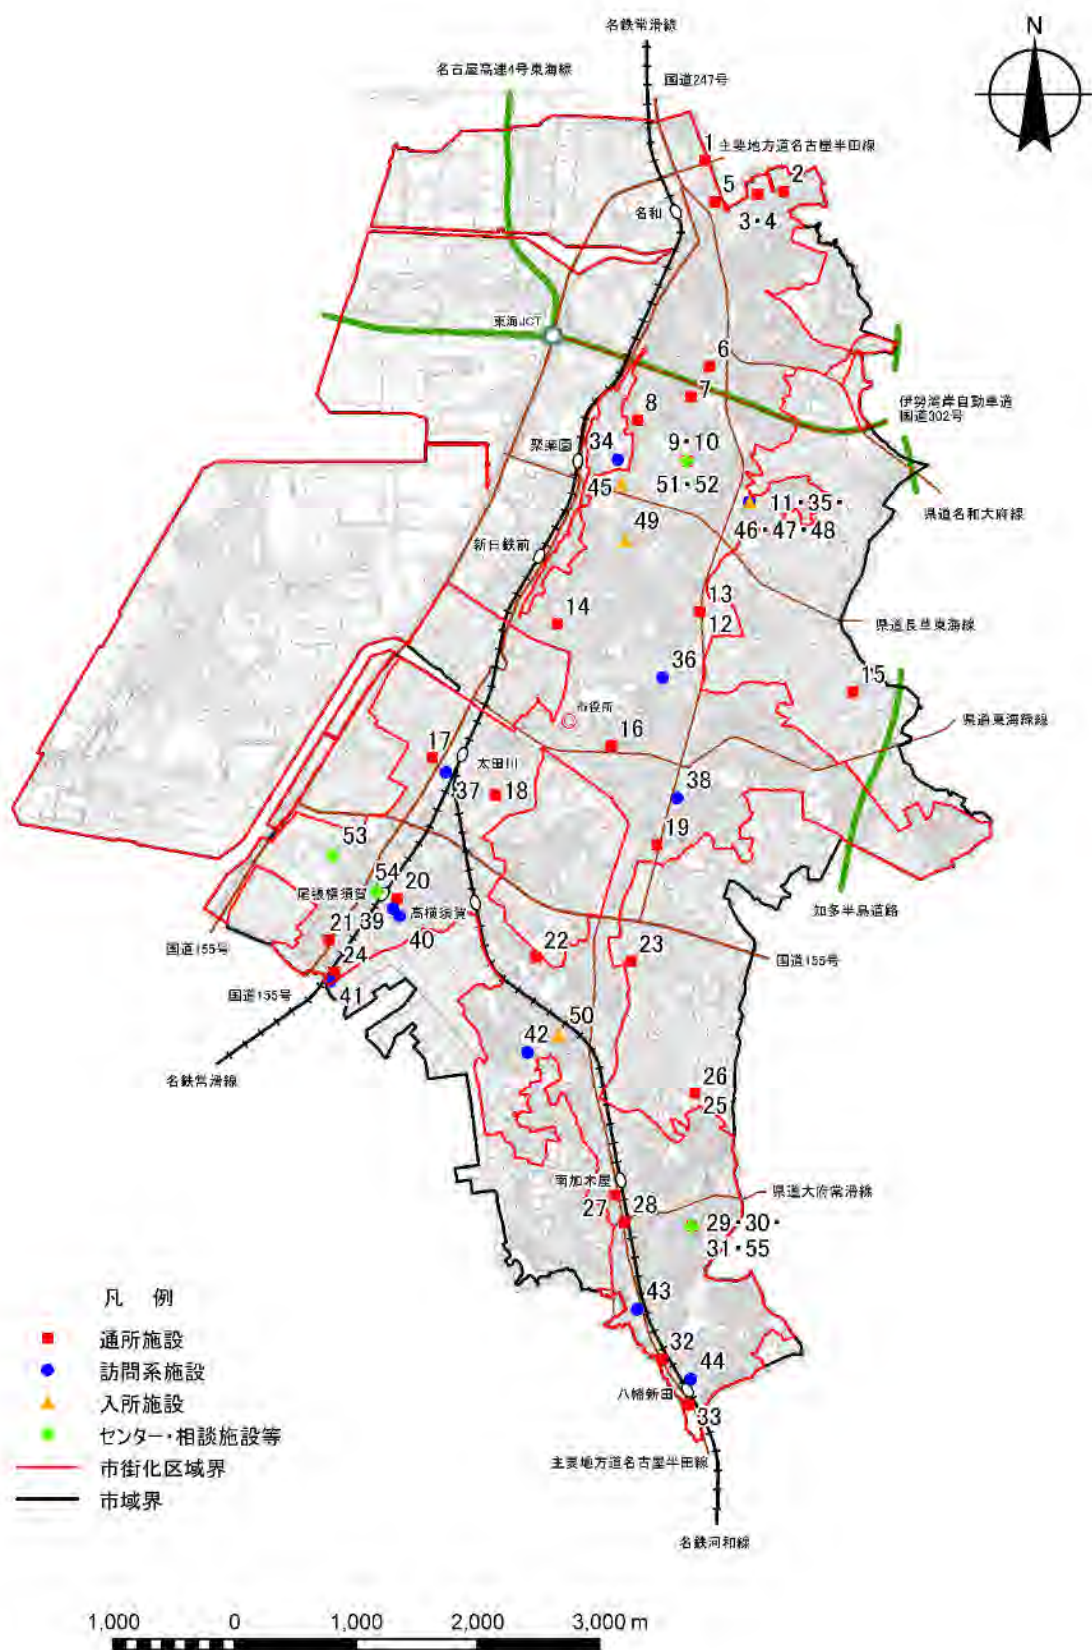 名鉄常滑線
名古屋高速4号東海線
国道247号
N
1
主要地方道名古屋半田線
5
2
3・4
名和
東海JCT
6
7
伊勢湾岸自動車道
国道302号
8
聚楽園
34
9・10
51・52
45
11・35・
46・47・48
県道名和大府線
49
新日鉄前
14
13
12
県道長草東海線
36
15
市役所
16
県道東海緑線
17
太田川
37
18
38
19
53
54
20
尾張横須賀
高横須賀
21
39
40
国道155号
24
22
23
国道155号
知多半島道路
国道155号
41
50
42
名鉄常滑線
26
25
南加木屋
県道大府常滑線
27
28
29・30・
31・55
43
32
44
八幡新田
33
主要地方道名古屋半田線
名鉄河和線
凡 例
通所施設
訪問系施設
入所施設
センター・相談施設等
市街化区域界
市域界
1,000 0 1,000 2,000 3,000 m